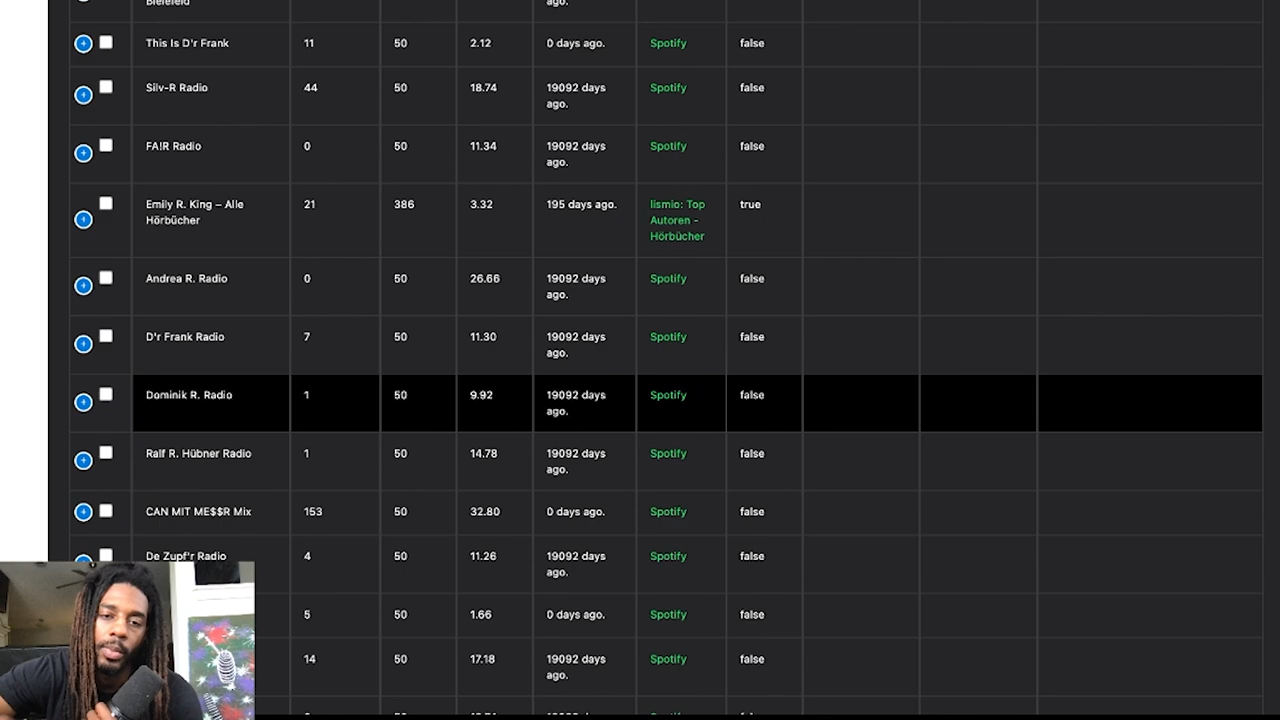 Bielefeld
ago.
This Is D'r Frank 11 50 2.12 0 days ago. Spotify false
Silv-R Radio 44 50 18.74 19092 days Spotify false
ago.
FA!R Radio 0 50 11.34 19092 days Spotify false
ago.
Emily R. King – Alle 21 386 3.32 195 days ago. lismio: Top true
Hörbücher Autoren -
Hörbücher
Andrea R. Radio 0 50 26.66 19092 days Spotify false
ago.
D'r Frank Radio 7 50 11.30 19092 days Spotify false
ago.
Dominik R. Radio 1 50 9.92 19092 days Spotify false
ago.
Ralf R. Hübner Radio 1 50 14.78 19092 days Spotify false
ago.
CAN MIT ME$$R Mix 153 50 32.80 0 days ago. Spotify false
De Zupf'r Radio 4 50 11.26 19092 days Spotify false
ago.
5 50 1.66 0 days ago. Spotify false
14 50 17.18 19092 days Spotify false
ago.